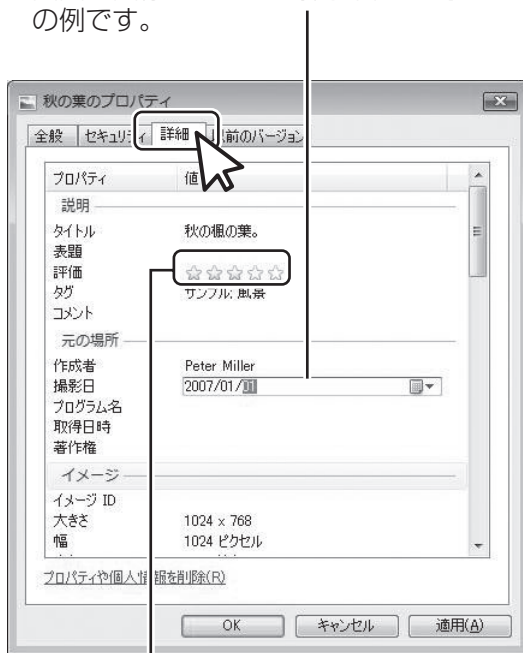 の例です。
秋の葉のプロパティ
全般 セキュリティ 詳細 以前のバージョン
プロパティ 値
説明
タイトル 秋の楓の葉。
表題
評価
タグ サンプル; 風景
コメント
元の場所
作成者 Peter Miller
撮影日 2007/01/01
プログラム名
取得日時
著作権
イメージ
イメージ ID
大きさ 1024 x 768
幅 1024 ピクセル
プロパティや個人情報を削除(R)
OK キャンセル 適用(A)